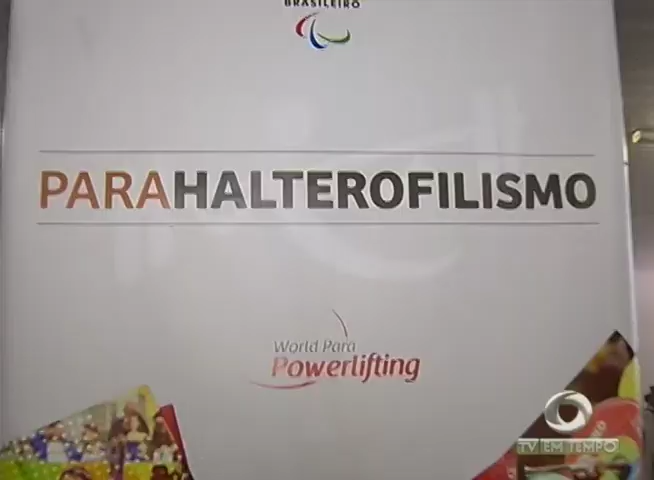 BRASILEIRO
PARAHALTEROFILISMO
World Para
Powerlifting
TV EM TEMPO